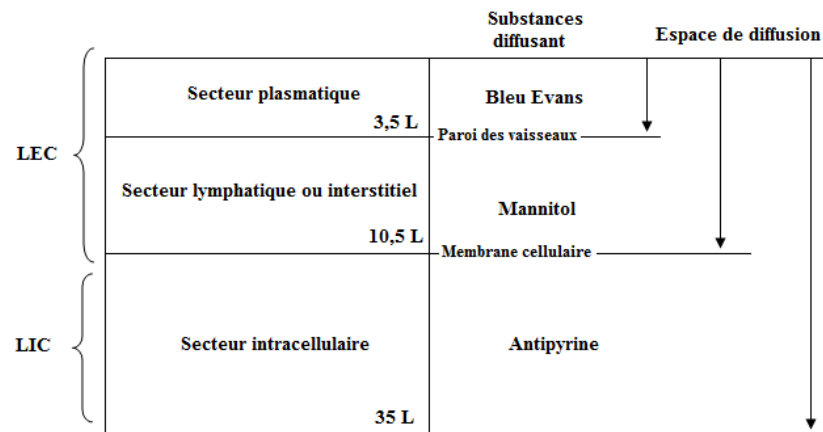 Substances
diffusant
Espace de diffusion
Secteur plasmatique
Bleu Evans
3,5 L
Paroi des vaisseaux
LEC
Secteur lymphatique ou interstitiel
Mannitol
10,5 L
Membrane cellulaire
LIC
Secteur intracellulaire
Antipyrine
35 L